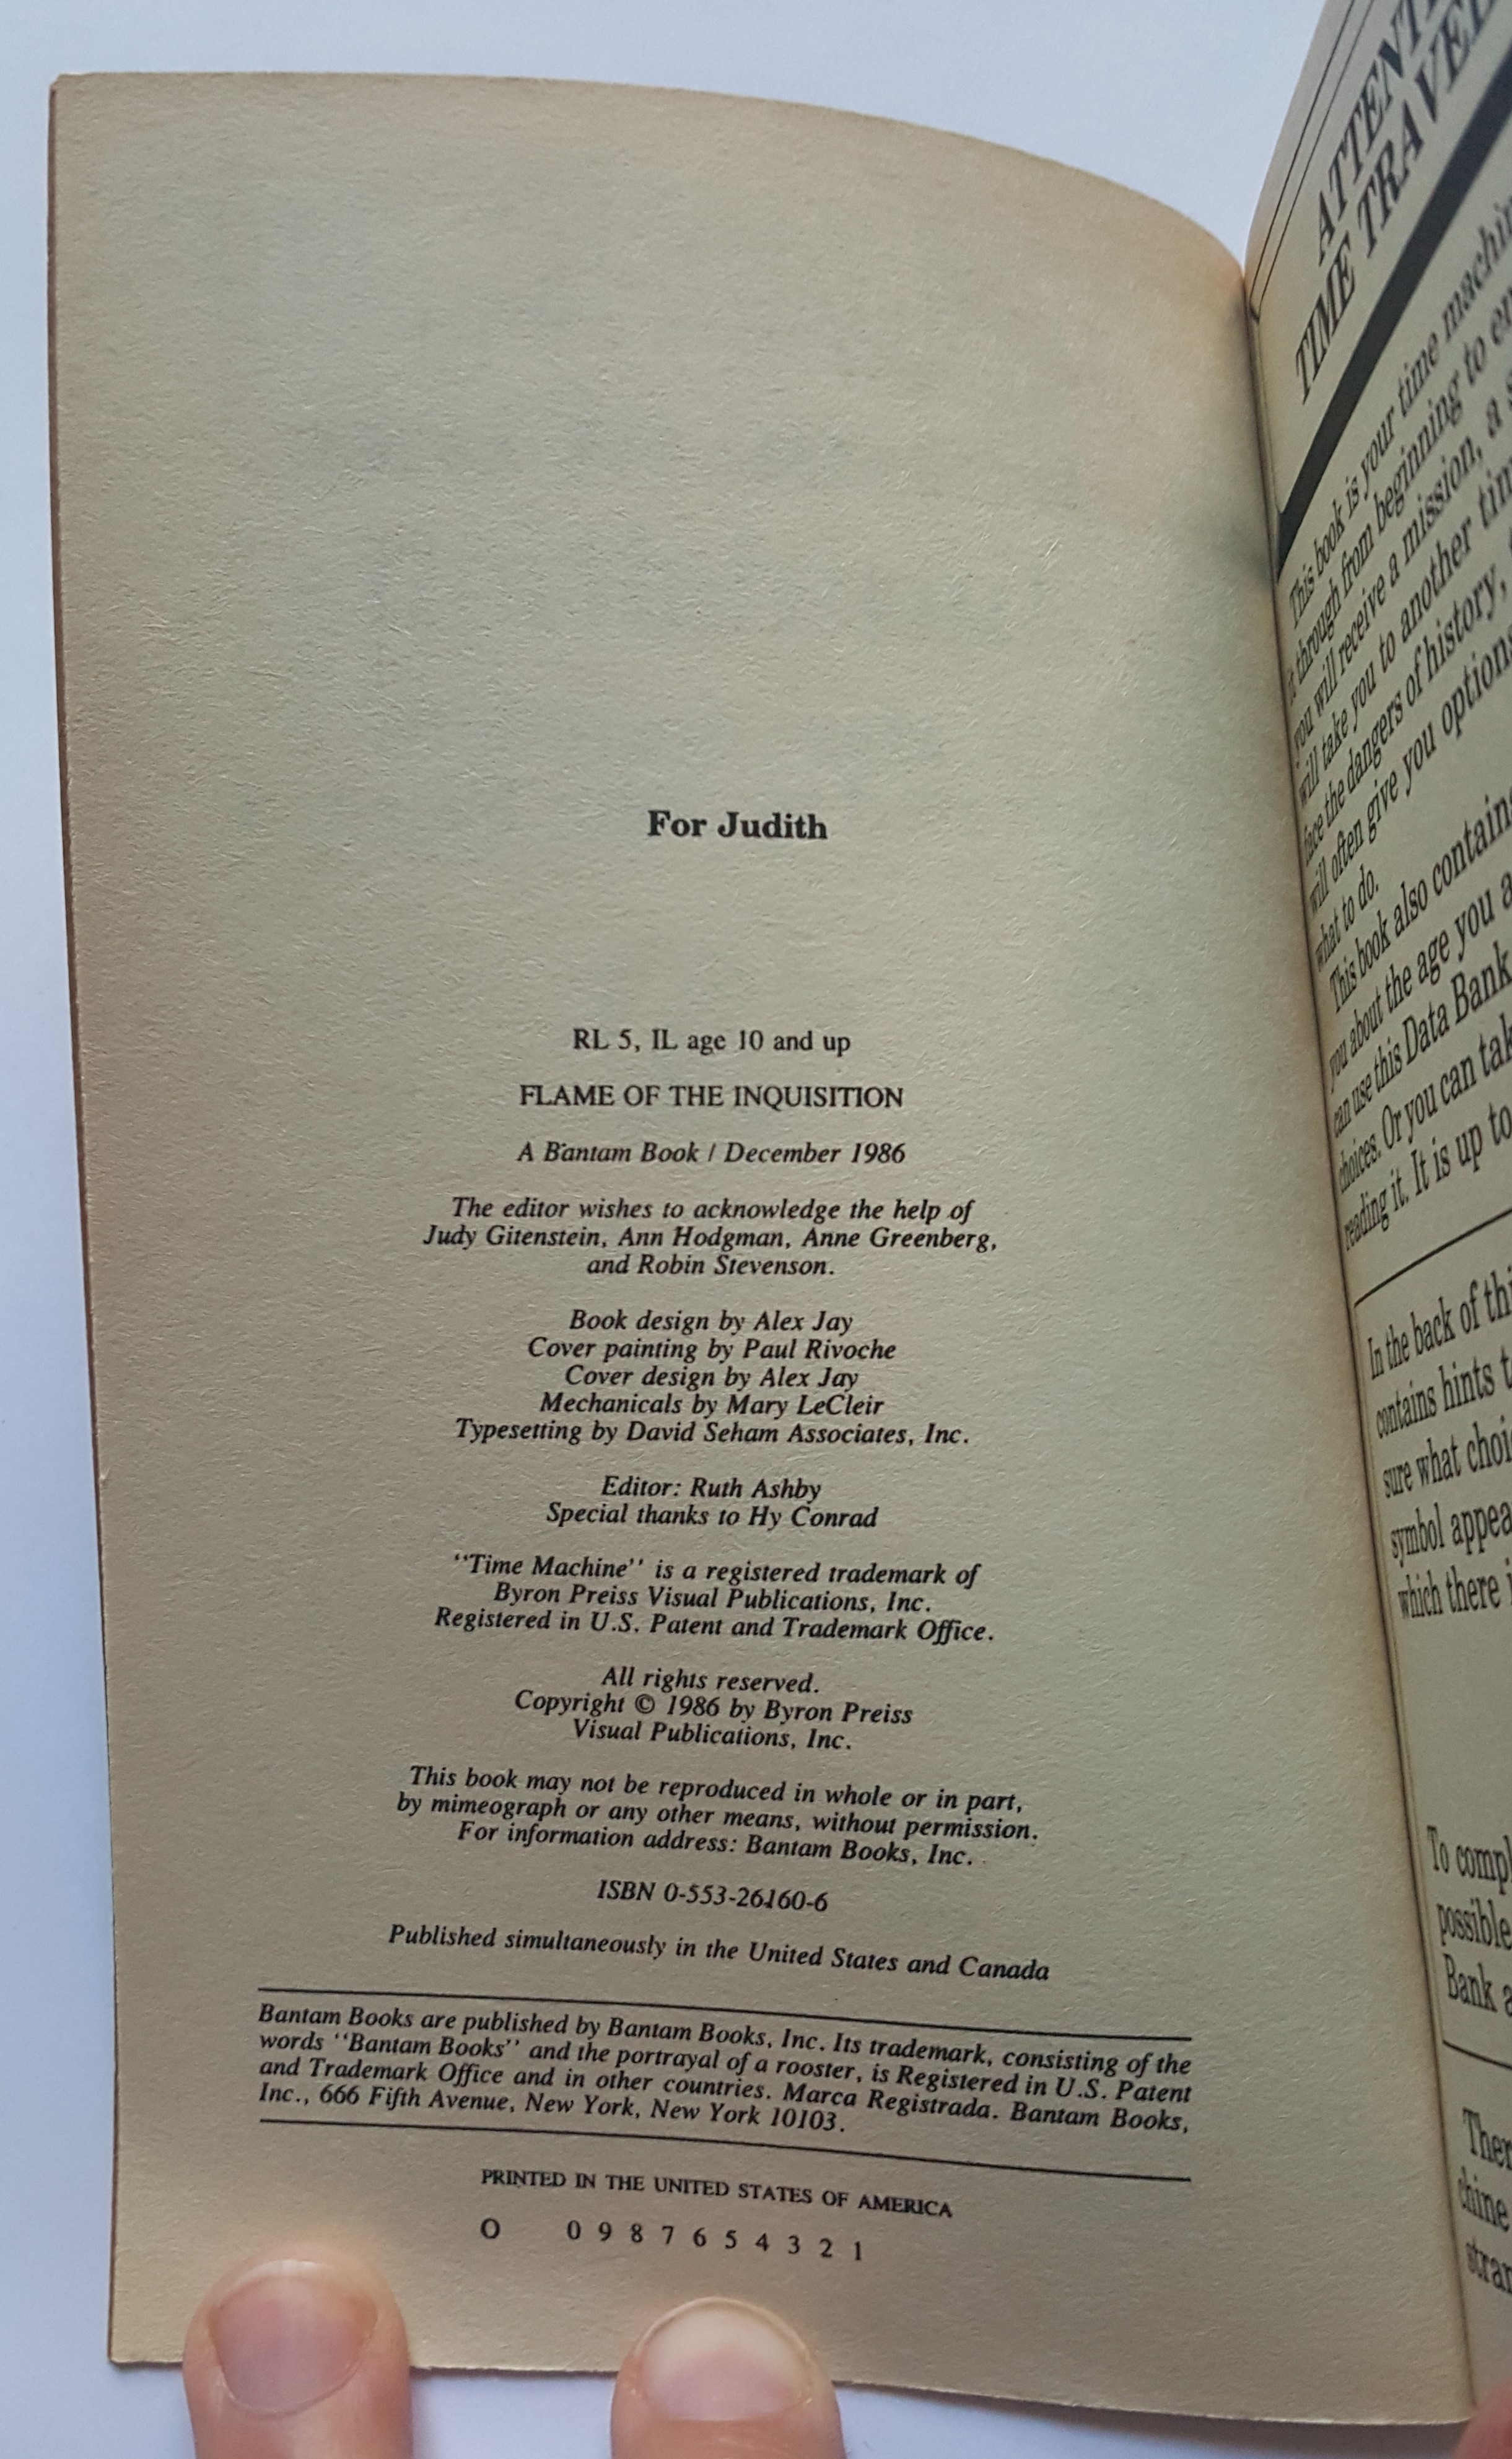 For Judith
RL 5, IL age 10 and up
FLAME OF THE INQUISITION
A Bantam Book / December 1986
The editor wishes to acknowledge the help of
Judy Gitenstein, Ann Hodgman, Anne Greenberg,
and Robin Stevenson.
Book design by Alex Jay
Cover painting by Paul Rivoche
Cover design by Alex Jay
Mechanicals by Mary LeCleir
Typesetting by David Seham Associates, Inc.
Editor: Ruth Ashby
Special thanks to Hy Conrad
‘‘Time Machine’’ is a registered trademark of
Byron Preiss Visual Publications, Inc.
Registered in U.S. Patent and Trademark Office.
All rights reserved.
Copyright © 1986 by Byron Preiss
Visual Publications, Inc.
This book may not be reproduced in whole or in part,
by mimeograph or any other means, without permission.
For information address: Bantam Books, Inc.
ISBN 0-553-26160-6
Published simultaneously in the United States and Canada
Bantam Books are published by Bantam Books, Inc. Its trademark, consisting of the
words ‘‘Bantam Books’’ and the portrayal of a rooster, is Registered in U.S. Patent
and Trademark Office and in other countries. Marca Registrada. Bantam Books,
Inc., 666 Fifth Avenue, New York, New York 10103.
PRINTED IN THE UNITED STATES OF AMERICA
O 0 9 8 7 6 5 4 3 2 1
TIME
This book is your time
it through from beginning to
you will receive a mission, a
will take you to another
face the dangers of history,
will often give you
what to do.
This book also
you about the age you
can use this Data Bank
choices. Or you can
reading it. It is up to
In the back of
contains hints
sure what
symbol
which there
To
possible
Bank